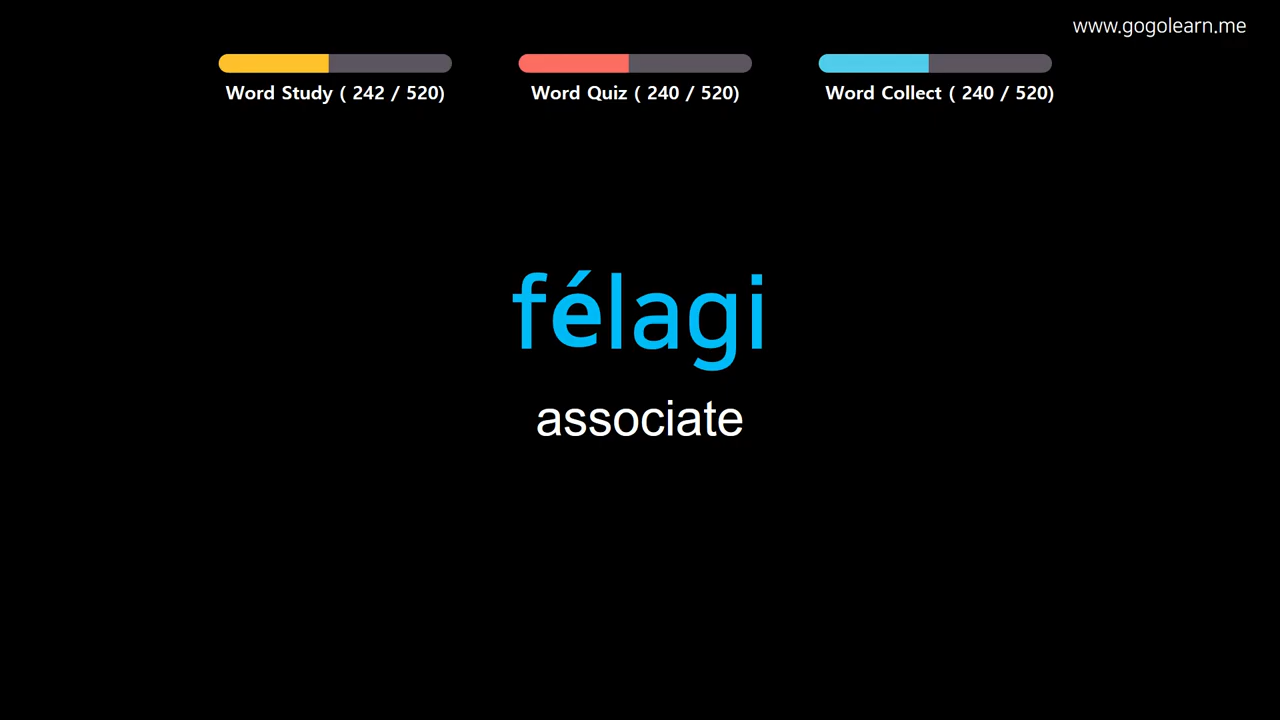 www.gogolearn.me
Word Study ( 242 / 520)
Word Quiz ( 240 / 520)
Word Collect ( 240 / 520)
félagi
associate